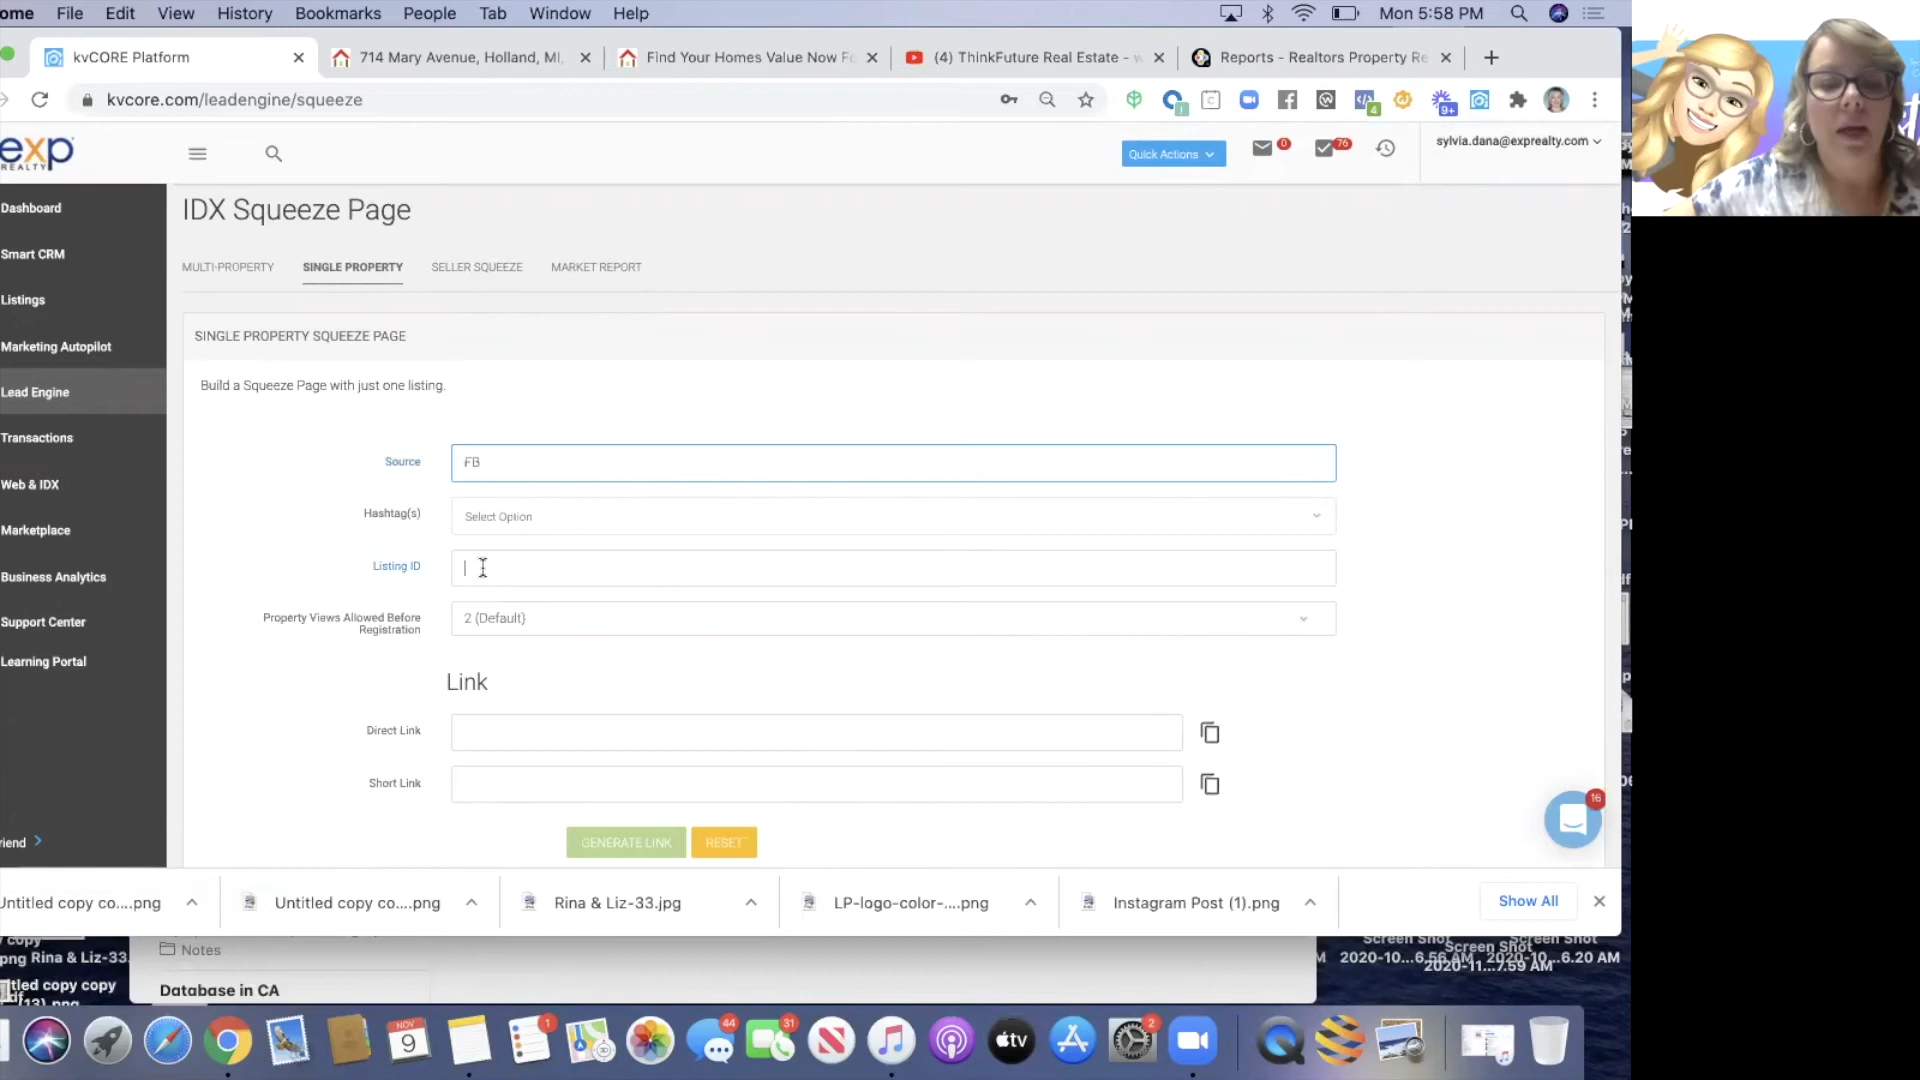 ome File Edit View History Bookmarks People Tab Window Help Mon 5:58 PM
kvCORE Platform 714 Mary Avenue, Holland, MI, Find Your Homes Value Now Fo (4) ThinkFuture Real Estate - w Reports - Realtors Property Re
kvcore.com/leadengine/squeeze
4 9+
exp
REALTY
Quick Actions 0 76 sylvia.dana@exprealty.com
Dashboard
Smart CRM
Listings
Marketing Autopilot
Lead Engine
Transactions
Web & IDX
Marketplace
Business Analytics
Support Center
Learning Portal
riend
IDX Squeeze Page
MULTI-PROPERTY SINGLE PROPERTY SELLER SQUEEZE MARKET REPORT
SINGLE PROPERTY SQUEEZE PAGE
Build a Squeeze Page with just one listing.
Source FB
Hashtag(s) Select Option
Listing ID
Property Views Allowed Before
Registration
2 (Default)
Link
Direct Link
Short Link
GENERATE LINK RESET
16
Untitled copy co....png Untitled copy co....png Rina & Liz-33.jpg LP-logo-color-....png Instagram Post (1).png Show All
copy
png Rina & Liz-33.
Notes
Database in CA
Screen Shot
2020-10...6.56 AM
Screen Shot
2020-11...7.59 AM
Screen Shot
2020-10...6.20 AM
itled copy copy
(13).png
NOV
9
1 44 31 tv 2